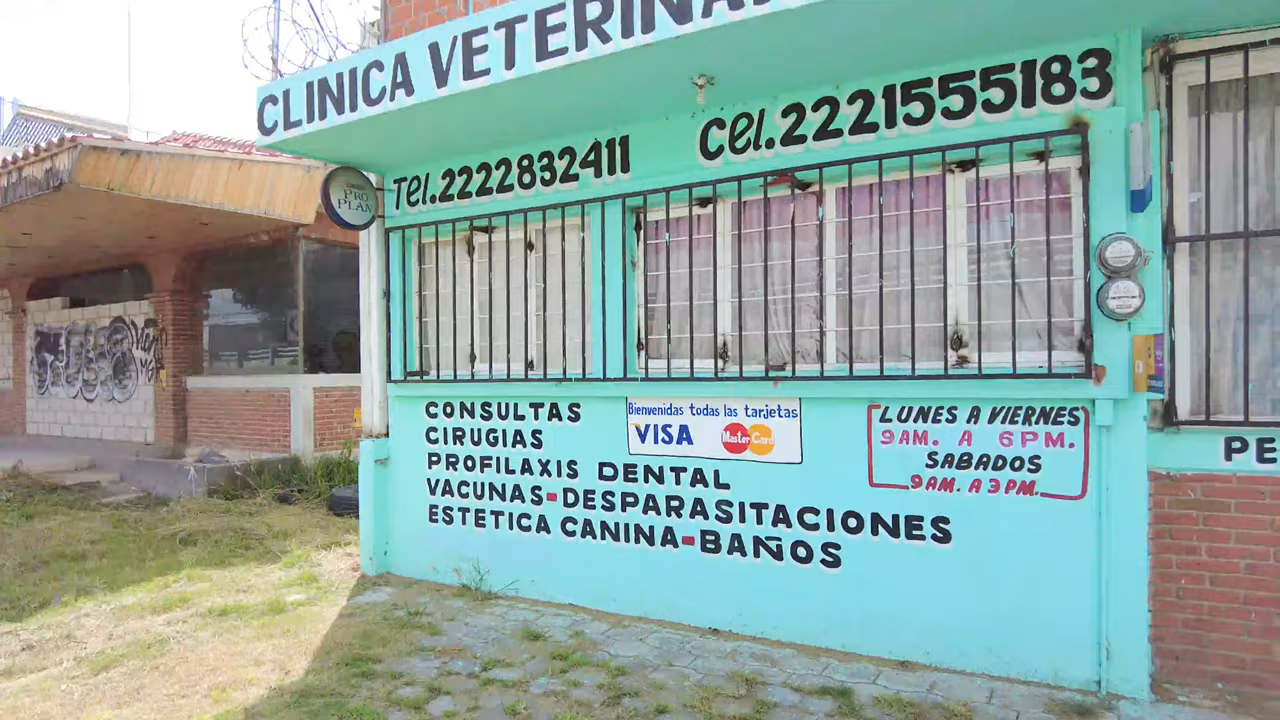 CLINICA VETERINA
Tel.2222832411
Cel.2221555183
PRO
PLAN
CONSULTAS
CIRUGIAS
PROFILAXIS DENTAL
VACUNAS-DESPARASITACIONES
ESTETICA CANINA-BAÑOS
Bienvenidas todas las tarjetas
VISA
MasterCard
LUNES A VIERNES
9AM. A 6PM.
SABADOS
9AM. A 3PM.
PE